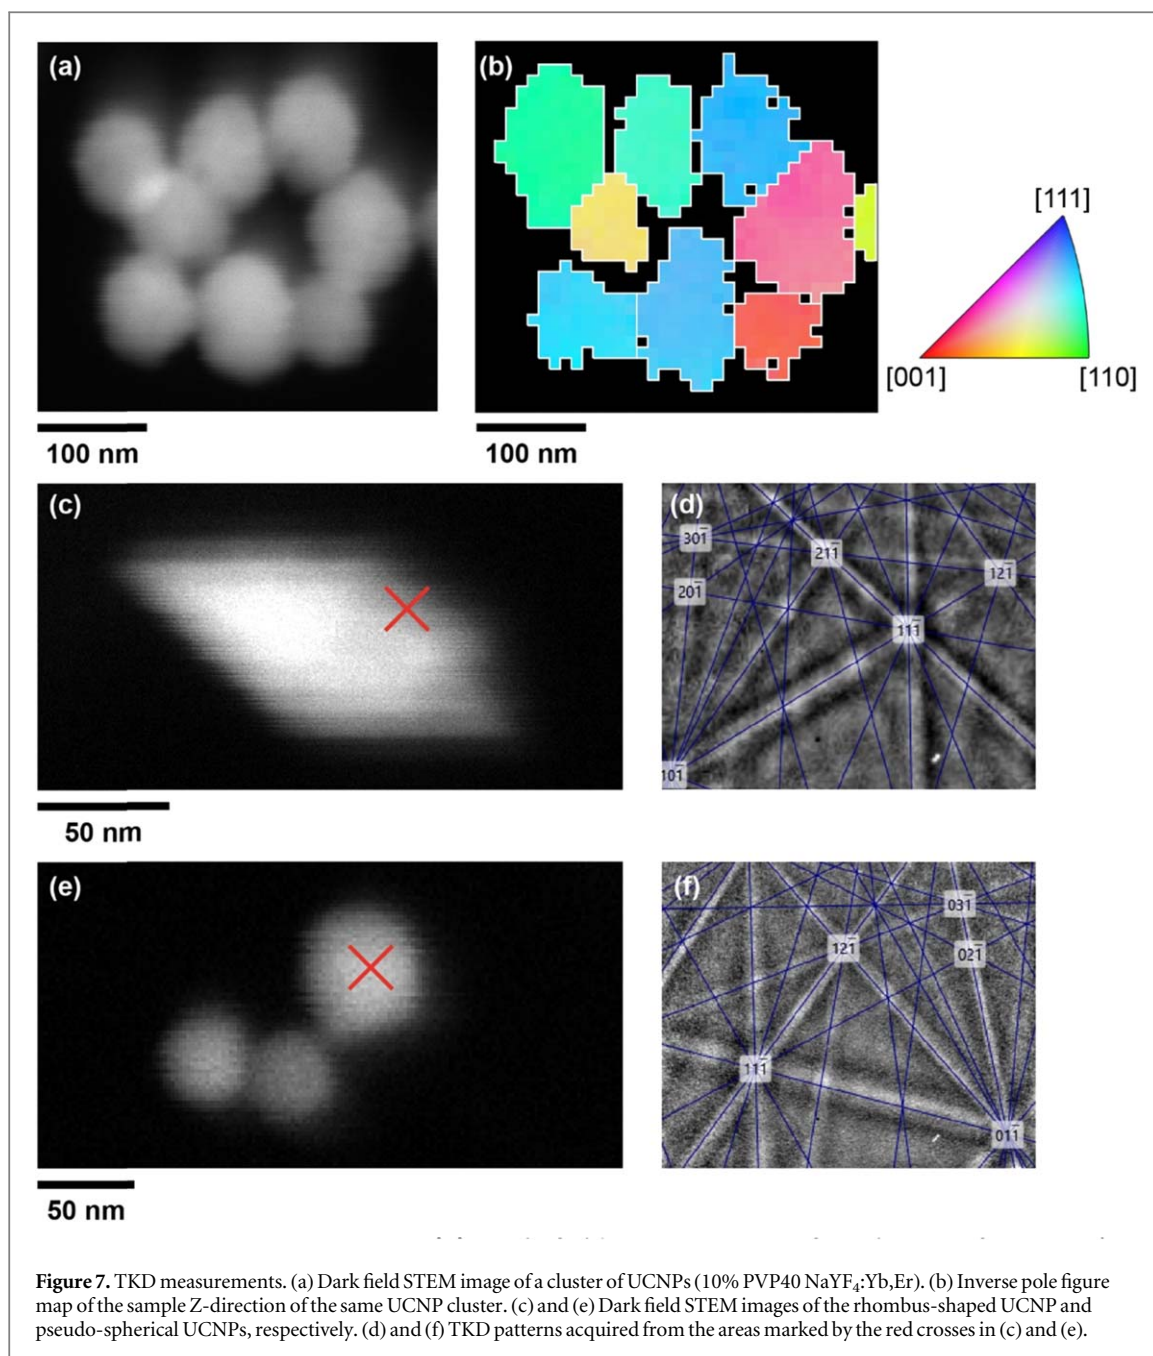 (a)
(b)
[111]
[001]
[110]
100 nm
100 nm
(c)
(d)
301̅
211̅
121̅
201̅
111̅
101̅
50 nm
(e)
(f)
031̅
121̅
021̅
111̅
011̅
50 nm
Figure 7. TKD measurements. (a) Dark field STEM image of a cluster of UCNPs (10% PVP40 NaYF₄:Yb,Er). (b) Inverse pole figure
map of the sample Z-direction of the same UCNP cluster. (c) and (e) Dark field STEM images of the rhombus-shaped UCNP and
pseudo-spherical UCNPs, respectively. (d) and (f) TKD patterns acquired from the areas marked by the red crosses in (c) and (e).